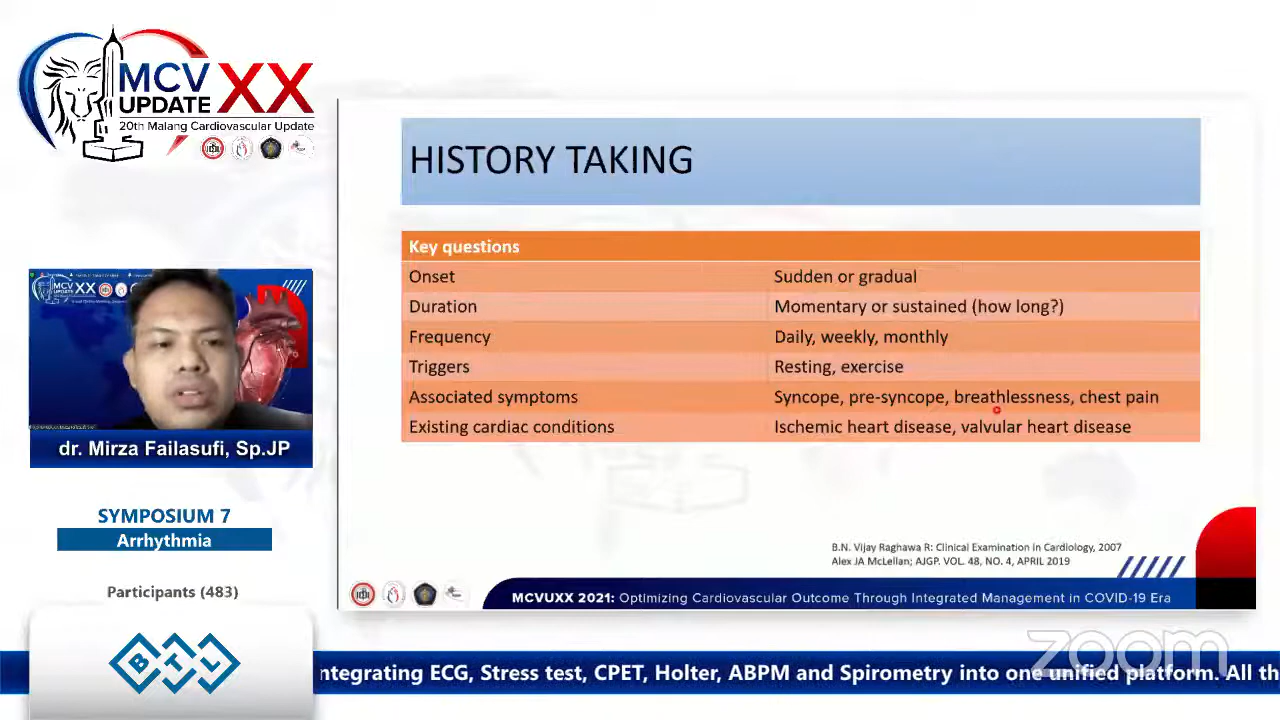 MCV XX
UPDATE
20th Malang Cardiovascular Update
HISTORY TAKING
Key questions
Onset Sudden or gradual
Duration Momentary or sustained (how long?)
Frequency Daily, weekly, monthly
Triggers Resting, exercise
Associated symptoms Syncope, pre-syncope, breathlessness, chest pain
Existing cardiac conditions Ischemic heart disease, valvular heart disease
MCV XX
UPDATE
dr. Mirza Failasufi, Sp.JP
SYMPOSIUM 7
Arrhythmia
Participants (483)
B.N. Vijay Raghawa R: Clinical Examination in Cardiology, 2007
Alex JA McLellan; AJGP. VOL. 48, NO. 4, APRIL 2019
MCVUXX 2021: Optimizing Cardiovascular Outcome Through Integrated Management in COVID-19 Era
zoom
BTL
ntegrating ECG, Stress test, CPET, Holter, ABPM and Spirometry into one unified platform. All th